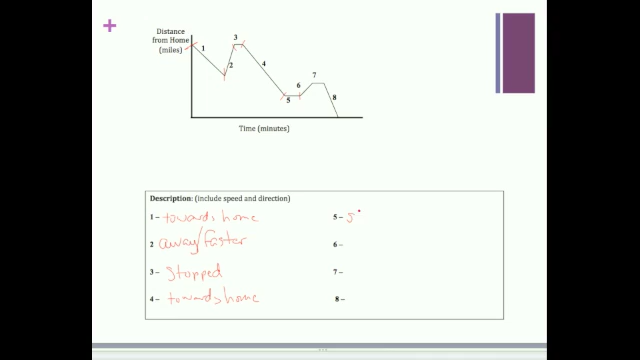 +
Distance
from Home
(miles)
1
2
3
4
5
6
7
8
Time (minutes)
Description: (include speed and direction)
1 – towards home
2 away/faster
3 – stopped
4 – towards home
5 – s
6 –
7 –
8 –